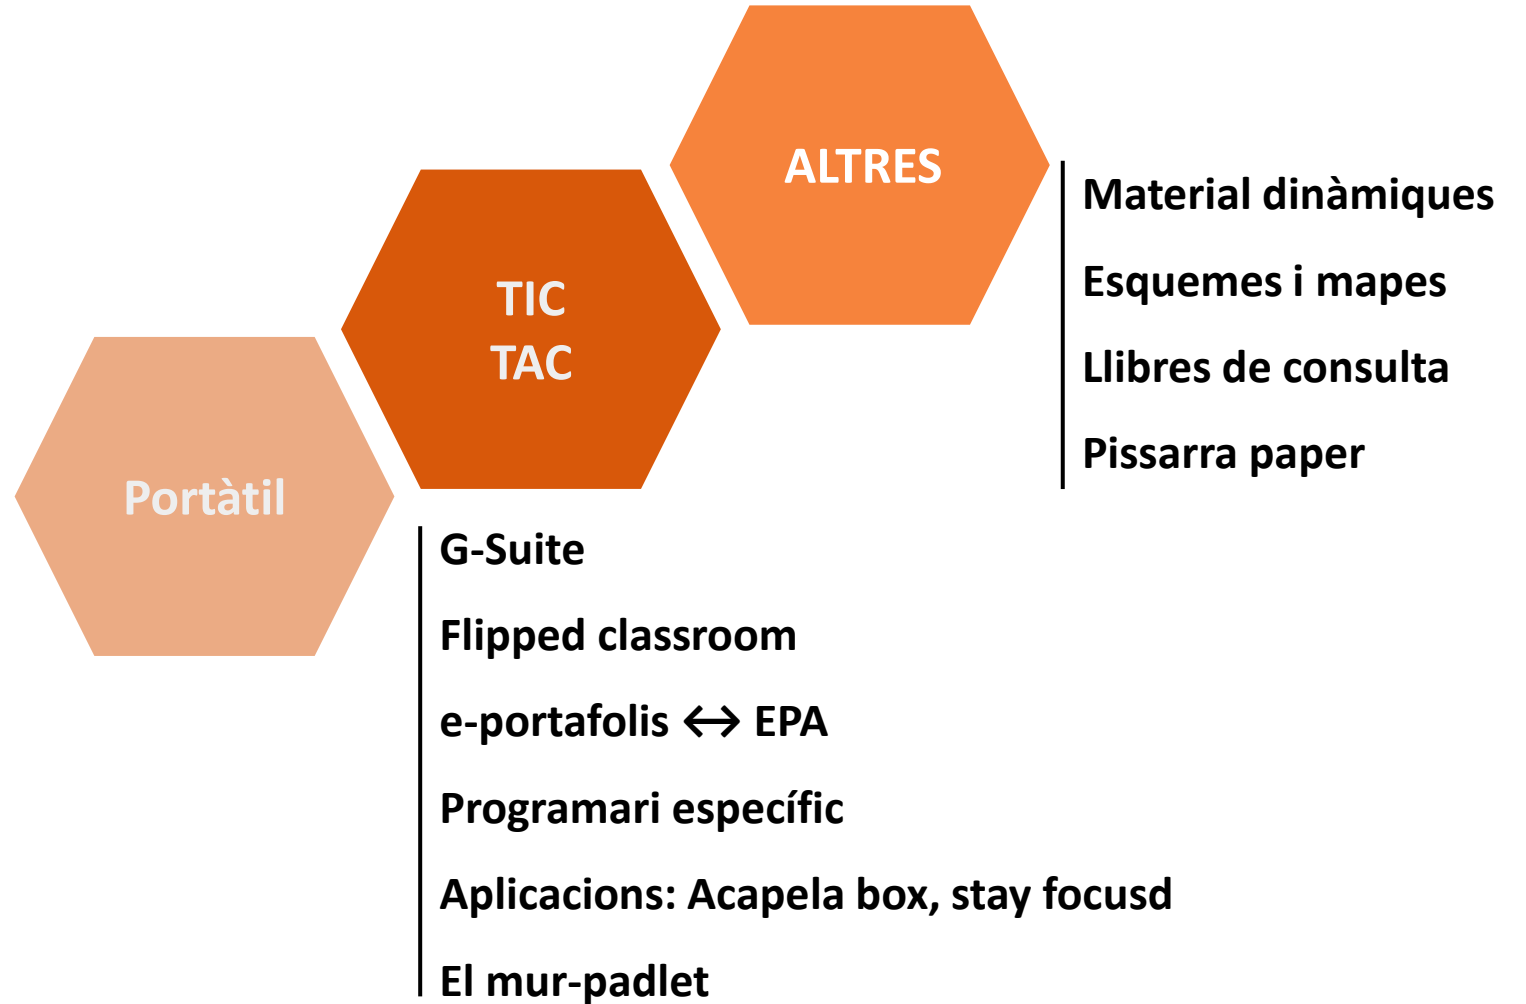 ALTRES
Material dinàmiques
Esquemes i mapes
Llibres de consulta
Pissarra paper
TIC
TAC
Portàtil
G-Suite
Flipped classroom
e-portafolis ↔ EPA
Programari específic
Aplicacions: Acapela box, stay focusd
El mur-padlet